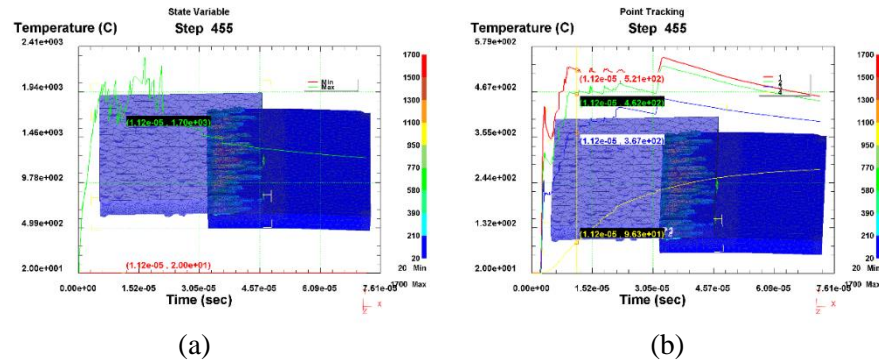 State Variable
Step 455
Temperature (C)
2.41e+003
1.94e+003
1.46e+003
9.78e+002
4.99e+002
2.00e+001
Min
Max
(1.12e-05 , 1.70e+03)
(1.12e-05 , 2.00e+01)
0.00e+00
1.52e-05
3.05e-05
4.57e-05
6.09e-05
7.61e-05
Time (sec)
1700
1500
1300
1100
950
770
580
390
210
20
20 Min
1700 Max
X
(a)
Point Tracking
Step 455
Temperature (C)
5.79e+002
4.67e+002
3.55e+002
2.44e+002
1.32e+002
2.00e+001
1
2
4
(1.12e-05 , 5.21e+02)
(1.12e-05 , 4.62e+02)
(1.12e-05 , 3.67e+02)
(1.12e-05 , 9.63e+01)
0.00e+00
1.52e-05
3.05e-05
4.57e-05
6.09e-05
7.61e-05
Time (sec)
1700
1500
1300
1100
950
770
580
390
210
20
20 Min
1700 Max
X
(b)